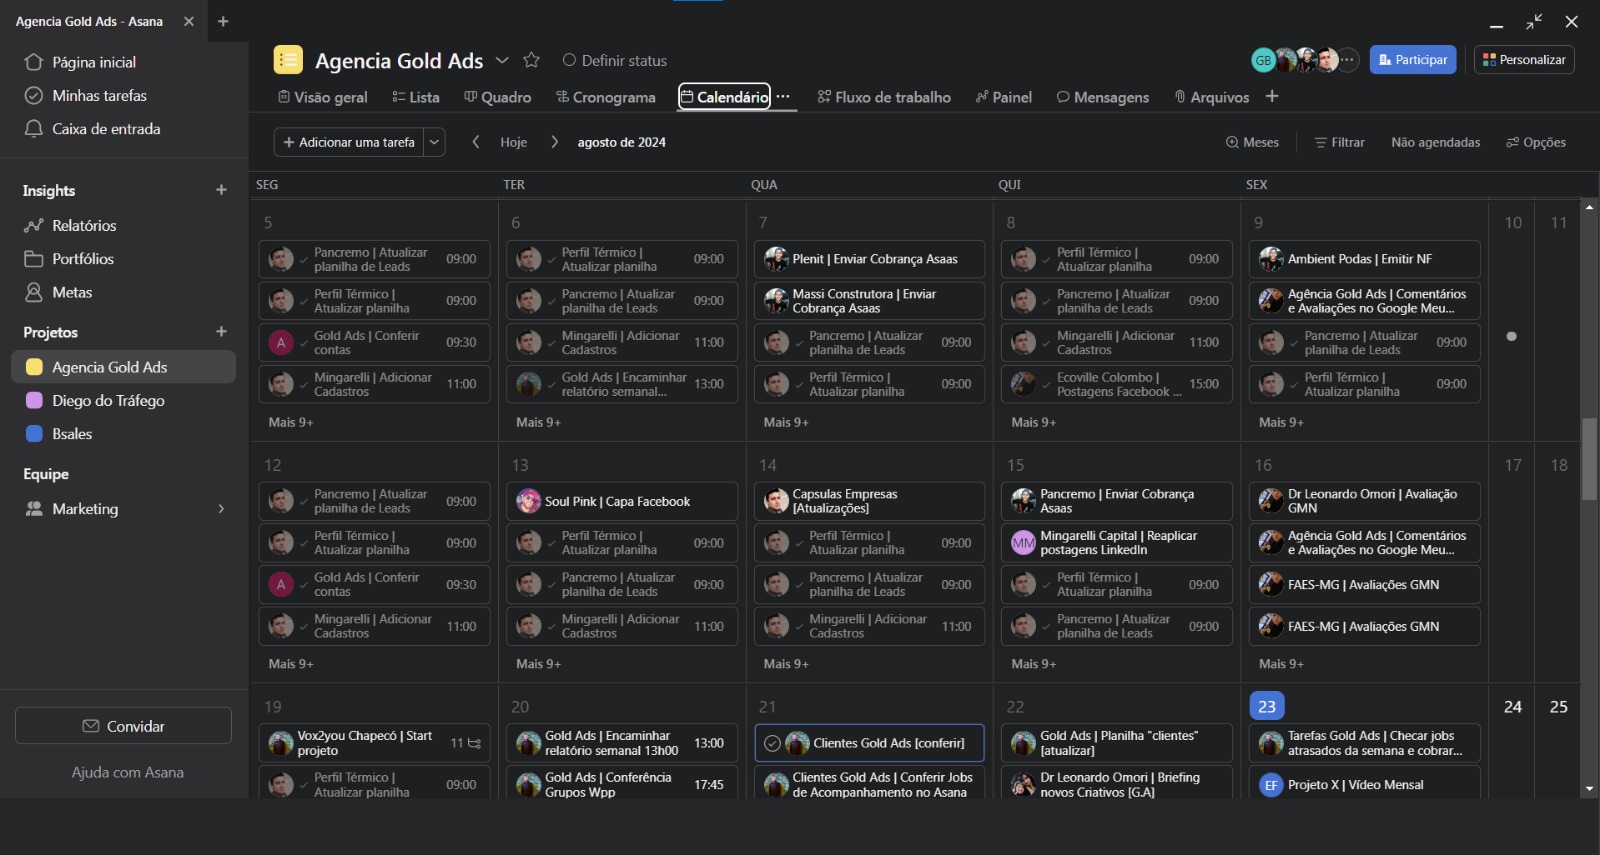 Agencia Gold Ads - Asana
Página inicial
Minhas tarefas
Caixa de entrada
Insights
Relatórios
Portfólios
Metas
Projetos
Agencia Gold Ads
Diego do Tráfego
Bsales
Equipe
Marketing
Convidar
Ajuda com Asana
Agencia Gold Ads
Definir status
GB
Participar
Personalizar
Visão geral
Lista
Quadro
Cronograma
Calendário
Fluxo de trabalho
Painel
Mensagens
Arquivos
+ Adicionar uma tarefa
Hoje
agosto de 2024
Meses
Filtrar
Não agendadas
Opções
SEG
TER
QUA
QUI
SEX
5
Pancremo | Atualizar
planilha de Leads
09:00
Perfil Térmico |
Atualizar planilha
09:00
A
Gold Ads | Conferir
contas
09:30
Mingarelli | Adicionar
Cadastros
11:00
Mais 9+
6
Perfil Térmico |
Atualizar planilha
09:00
Pancremo | Atualizar
planilha de Leads
09:00
Mingarelli | Adicionar
Cadastros
11:00
Gold Ads | Encaminhar
relatório semanal...
13:00
Mais 9+
7
Plenit | Enviar Cobrança Asaas
Massi Construtora | Enviar
Cobrança Asaas
Pancremo | Atualizar
planilha de Leads
09:00
Perfil Térmico |
Atualizar planilha
09:00
Mais 9+
8
Perfil Térmico |
Atualizar planilha
09:00
Pancremo | Atualizar
planilha de Leads
09:00
Mingarelli | Adicionar
Cadastros
11:00
Ecoville Colombo |
Postagens Facebook ...
15:00
Mais 9+
9
Ambient Podas | Emitir NF
Agência Gold Ads | Comentários
e Avaliações no Google Meu...
Pancremo | Atualizar
planilha de Leads
09:00
Perfil Térmico |
Atualizar planilha
09:00
Mais 9+
10
11
12
Pancremo | Atualizar
planilha de Leads
09:00
Perfil Térmico |
Atualizar planilha
09:00
A
Gold Ads | Conferir
contas
09:30
Mingarelli | Adicionar
Cadastros
11:00
Mais 9+
13
Soul Pink | Capa Facebook
Perfil Térmico |
Atualizar planilha
09:00
Pancremo | Atualizar
planilha de Leads
09:00
Mingarelli | Adicionar
Cadastros
11:00
Mais 9+
14
Capsulas Empresas
[Atualizações]
Perfil Térmico |
Atualizar planilha
09:00
Pancremo | Atualizar
planilha de Leads
09:00
Mingarelli | Adicionar
Cadastros
11:00
Mais 9+
15
Pancremo | Enviar Cobrança
Asaas
MM
Mingarelli Capital | Reaplicar
postagens LinkedIn
Perfil Térmico |
Atualizar planilha
09:00
Pancremo | Atualizar
planilha de Leads
09:00
Mais 9+
16
Dr Leonardo Omori | Avaliação
GMN
Agência Gold Ads | Comentários
e Avaliações no Google Meu...
FAES-MG | Avaliações GMN
FAES-MG | Avaliações GMN
Mais 9+
17
18
19
Vox2you Chapecó | Start
projeto
11
Perfil Térmico |
Atualizar planilha
09:00
20
Gold Ads | Encaminhar
relatório semanal 13h00
13:00
Gold Ads | Conferência
Grupos Wpp
17:45
21
Clientes Gold Ads [conferir]
Clientes Gold Ads | Conferir Jobs
de Acompanhamento no Asana
22
Gold Ads | Planilha "clientes"
[atualizar]
Dr Leonardo Omori | Briefing
novos Criativos [G.A]
23
Tarefas Gold Ads | Checar jobs
atrasados da semana e cobrar...
EF
Projeto X | Vídeo Mensal
24
25